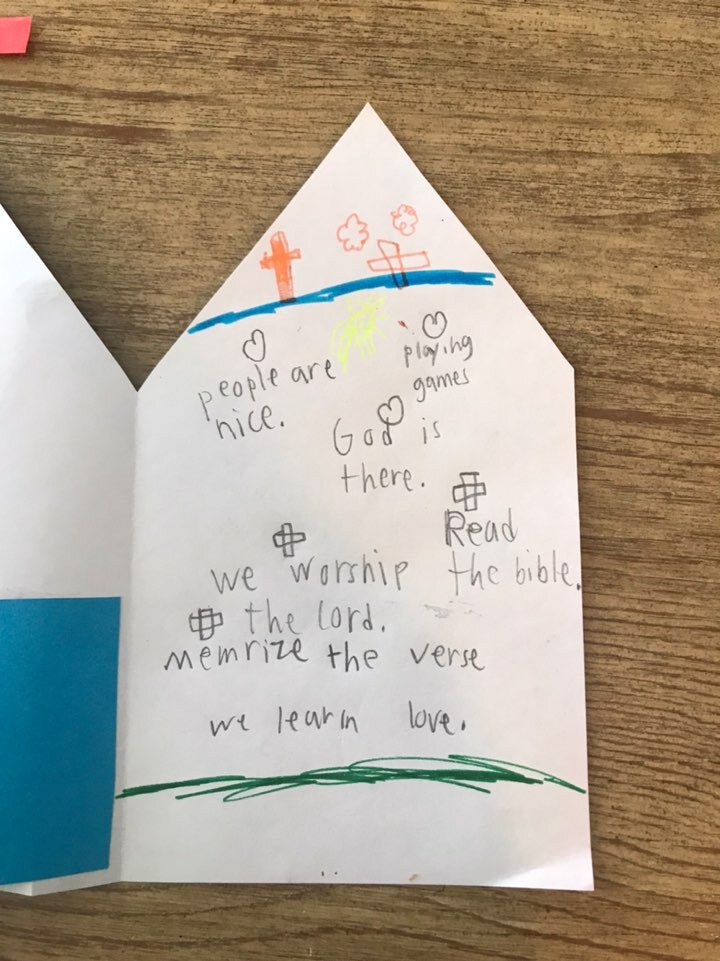 people are
nice.
playing
games
God is
there.
Read
the bible.
we worship
the lord.
memrize the verse
we learn love.